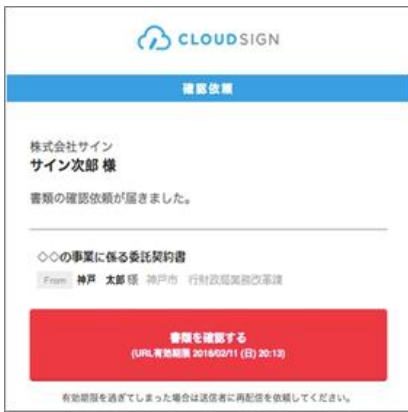 CLOUDSIGN
確認依頼
株式会社サイン
サイン次郎 様
書類の確認依頼が届きました。
◇◇の事業に係る委託契約書
From 神戸 太郎 様 神戸市 行財政局業務改革課
書類を確認する
(URL有効期限 2018/02/11 (日) 20:13)
有効期限を過ぎてしまった場合は送信者に再配信を依頼してください。